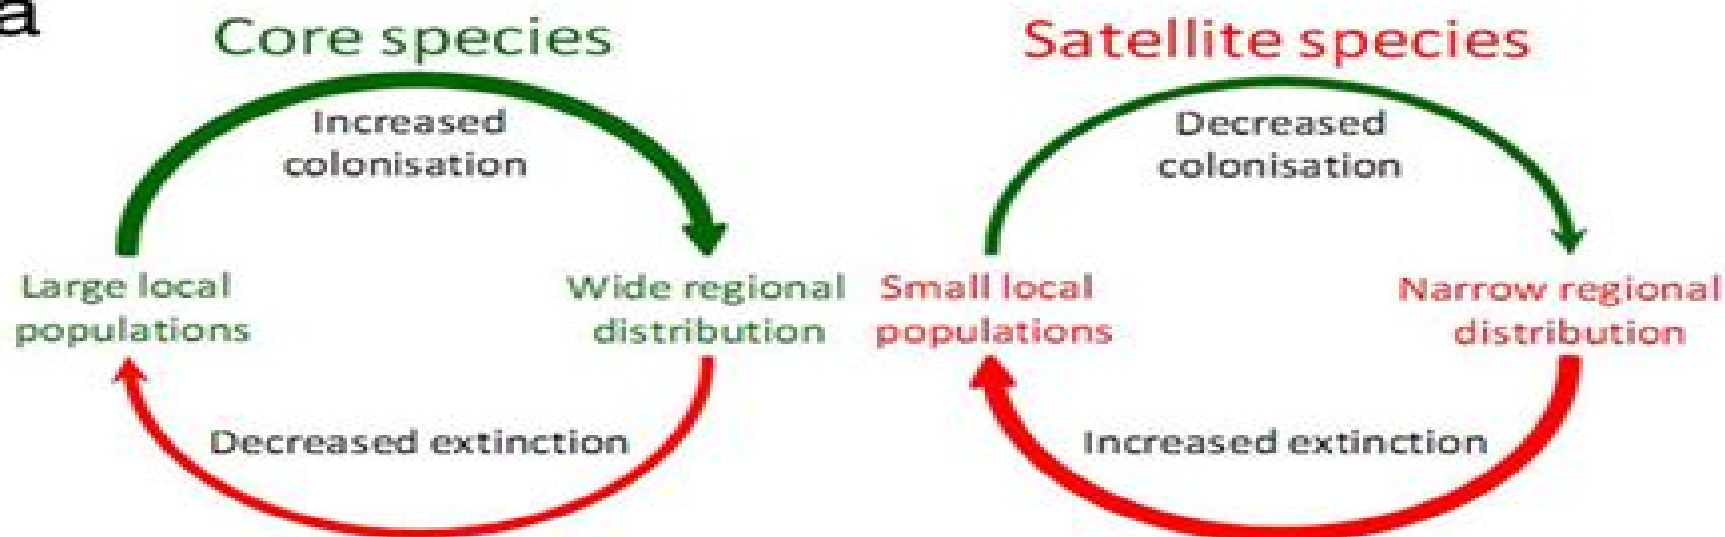 a
Core species
Increased
colonisation
Large local
populations
Wide regional
distribution
Decreased extinction
Satellite species
Decreased
colonisation
Small local
populations
Narrow regional
distribution
Increased extinction